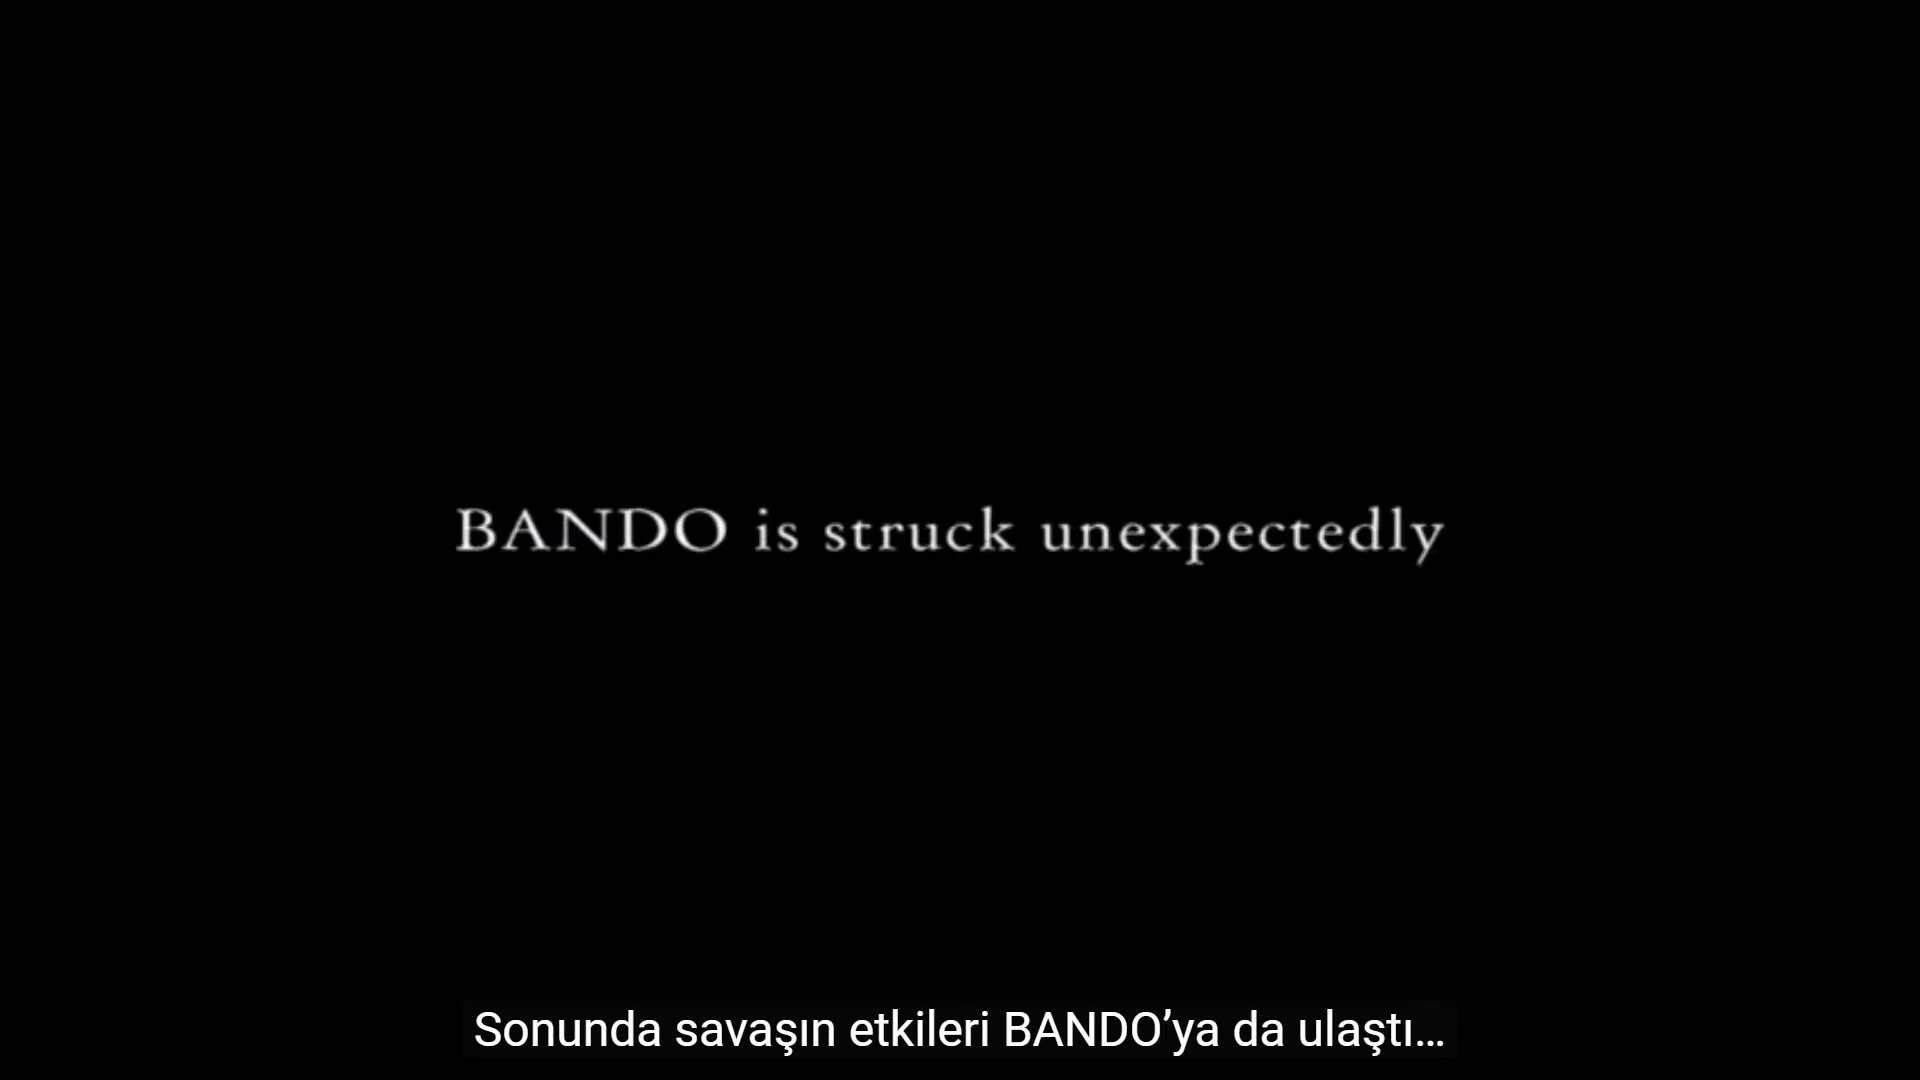 BANDO is struck unexpectedly
Sonunda savaşın etkileri BANDO’ya da ulaştı...